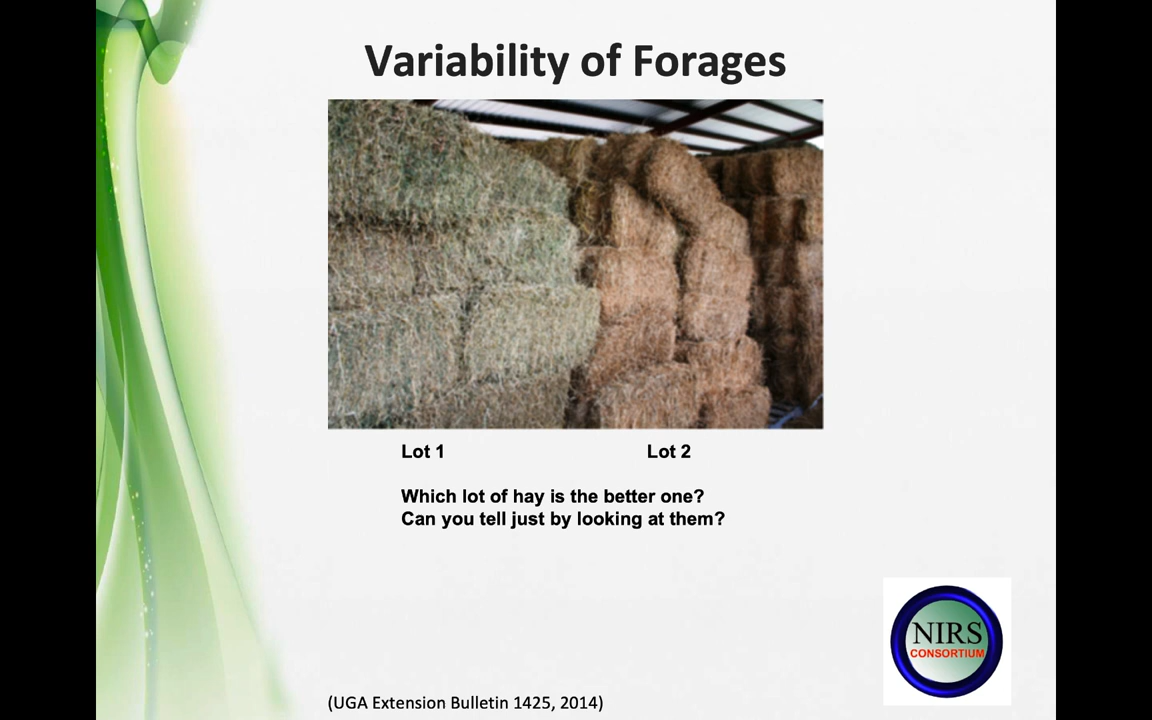 Variability of Forages
Lot 1 Lot 2
Which lot of hay is the better one?
Can you tell just by looking at them?
NIRS
CONSORTIUM
(UGA Extension Bulletin 1425, 2014)